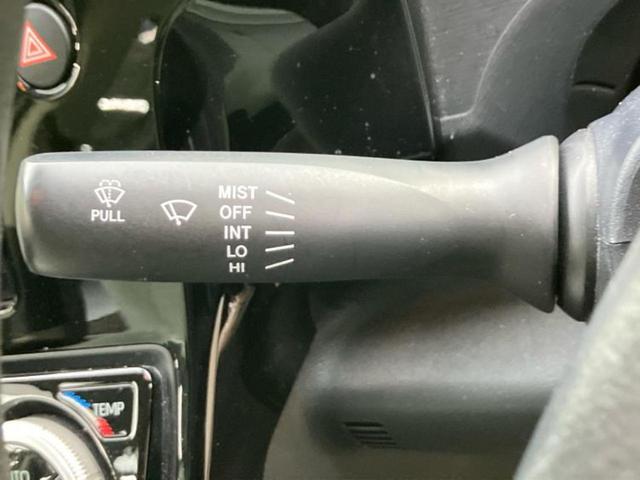 PULL
MIST
OFF
INT
LO
HI
TEMP